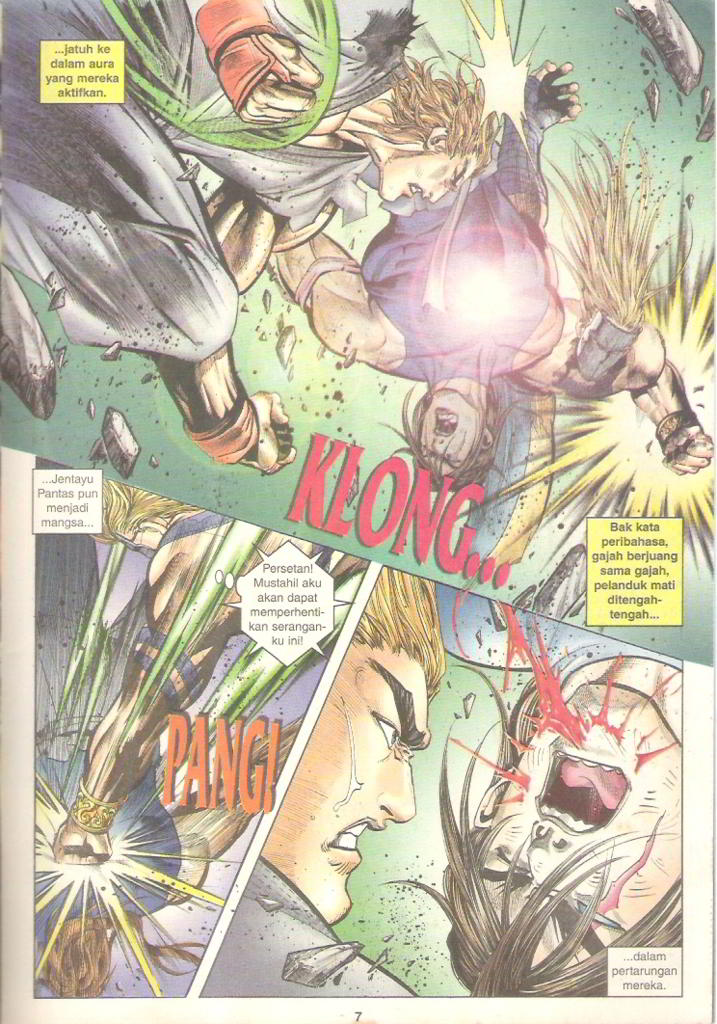 ...jatuh ke
dalam aura
yang mereka
aktifkan.
KLONG...
Bak kata
peribahasa,
gajah berjuang
sama gajah,
pelanduk mati
ditengah-
tengah...
...Jentayu
Pantas pun
menjadi
mangsa...
Persetan!
Mustahil aku
akan dapat
memperhenti-
kan serangan-
ku ini!
PANG!
...dalam
pertarungan
mereka.
7